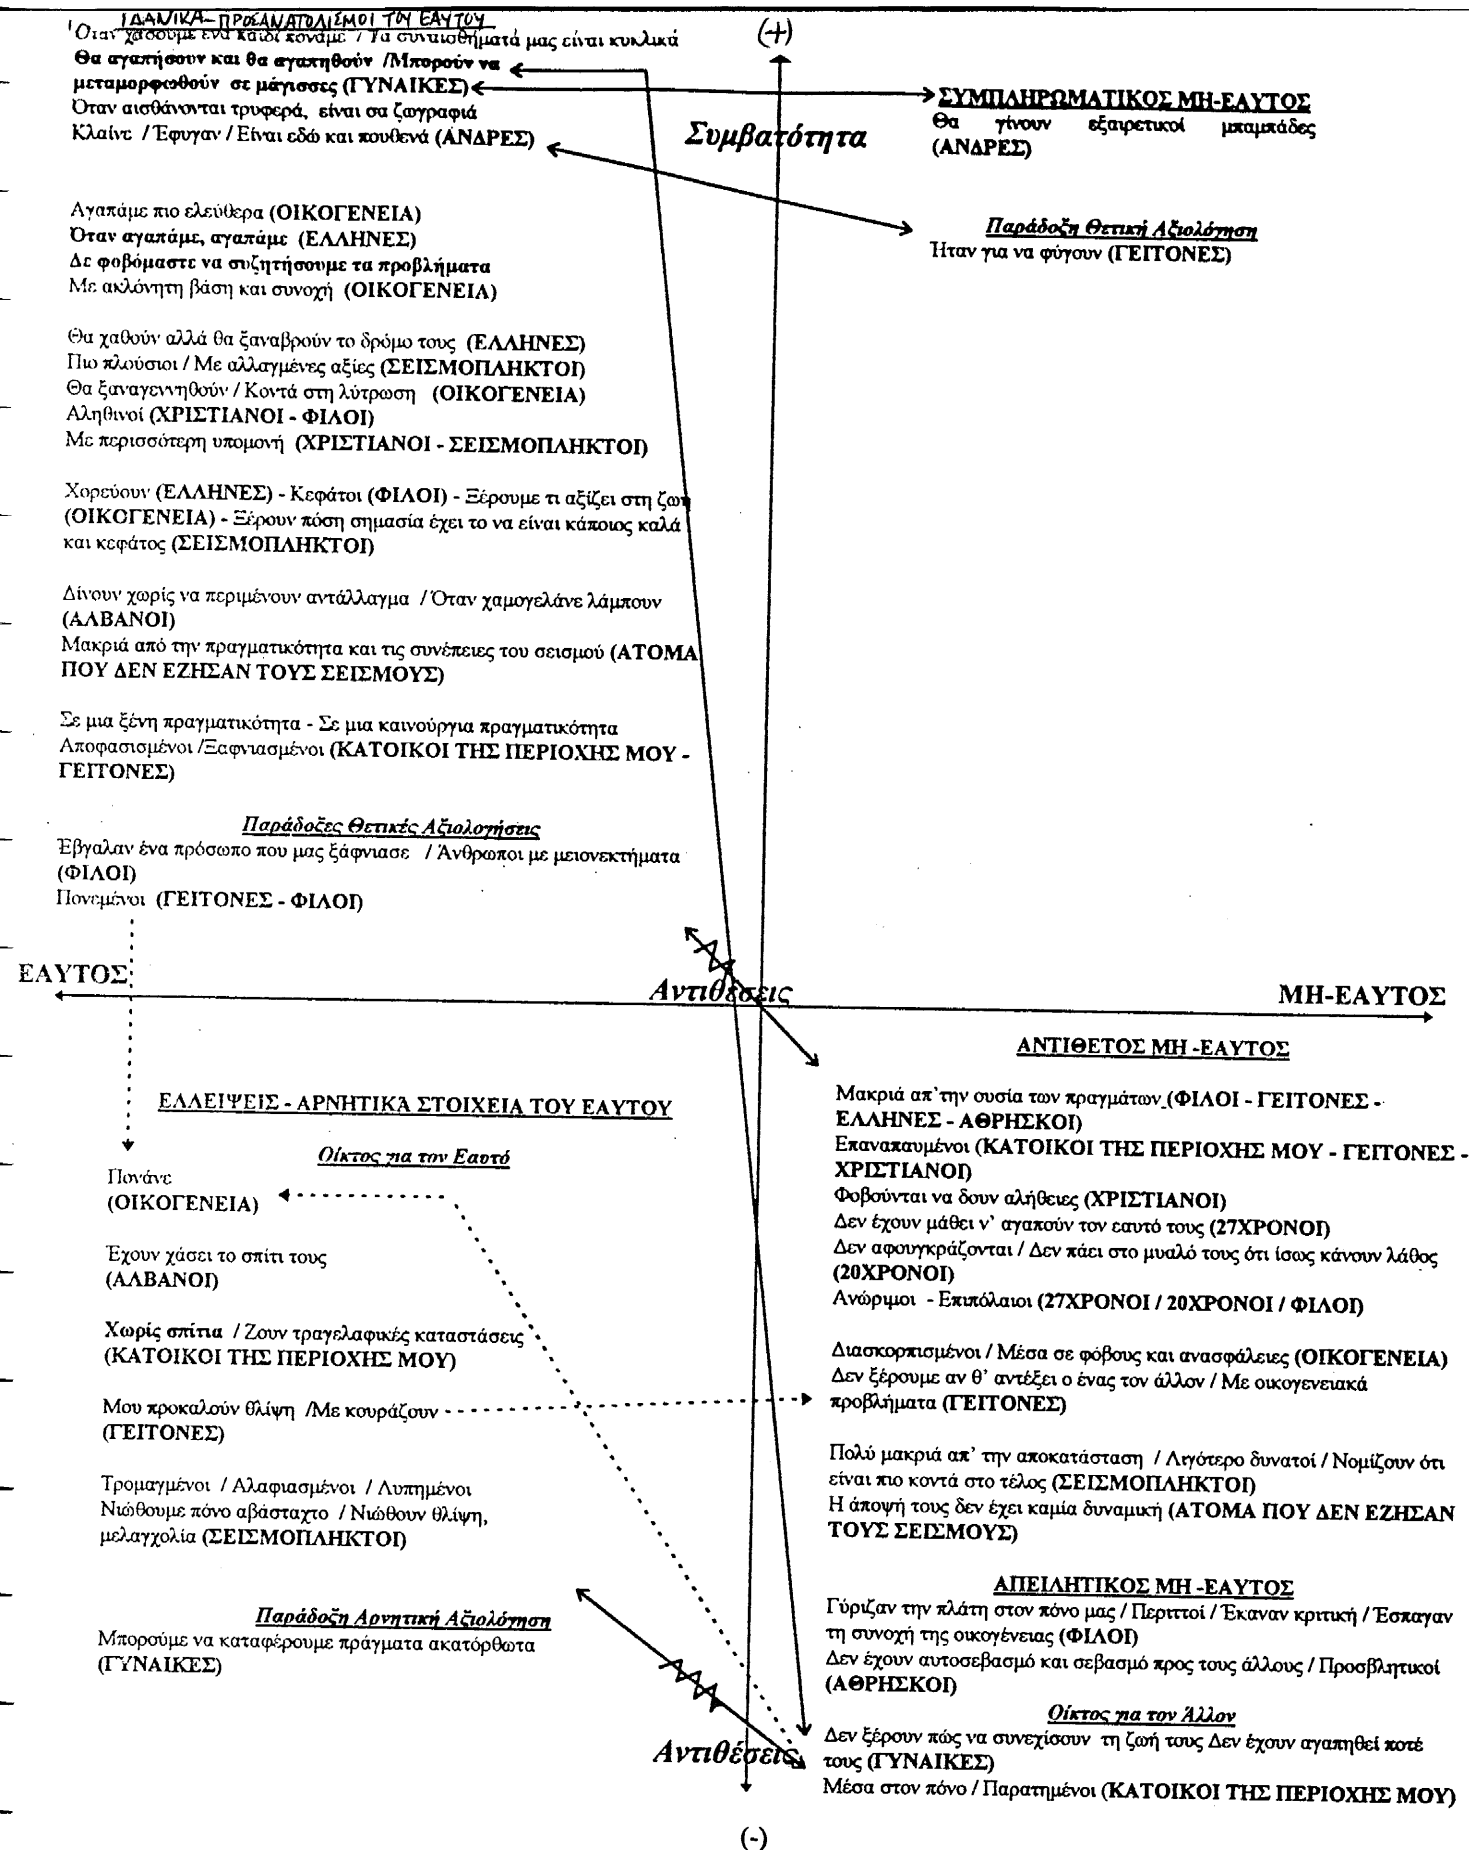 ΙΔΑΝΙΚΑ - ΠΡΟΣΑΝΑΤΟΛΙΣΜΟΙ ΤΟΥ ΕΑΥΤΟΥ
Όταν χάσουμε ένα παιδί πονάμε / Τα συναισθήματά μας είναι κυκλικά
Θα αγαπήσουν και θα αγαπηθούν /Μπορούν να
μεταμορφωθούν σε μάγισσες (ΓΥΝΑΙΚΕΣ)
Όταν αισθάνονται τρυφερά, είναι σα ζωγραφιά
Κλαίνε / Έφυγαν / Είναι εδώ και πουθενά (ΑΝΔΡΕΣ)
Αγαπάμε πιο ελεύθερα (ΟΙΚΟΓΕΝΕΙΑ)
Όταν αγαπάμε, αγαπάμε (ΕΛΛΗΝΕΣ)
Δε φοβόμαστε να συζητήσουμε τα προβλήματα
Με ακλόνητη βάση και συνοχή (ΟΙΚΟΓΕΝΕΙΑ)
Θα χαθούν αλλά θα ξαναβρούν το δρόμο τους (ΕΛΛΗΝΕΣ)
Πιο πλούσιοι / Με αλλαγμένες αξίες (ΣΕΙΣΜΟΠΛΗΚΤΟΙ)
Θα ξαναγεννηθούν / Κοντά στη λύτρωση (ΟΙΚΟΓΕΝΕΙΑ)
Αληθινοί (ΧΡΙΣΤΙΑΝΟΙ - ΦΙΛΟΙ)
Με περισσότερη υπομονή (ΧΡΙΣΤΙΑΝΟΙ - ΣΕΙΣΜΟΠΛΗΚΤΟΙ)
Χορεύουν (ΕΛΛΗΝΕΣ) - Κεφάτοι (ΦΙΛΟΙ) - Ξέρουμε τι αξίζει στη ζωή
(ΟΙΚΟΓΕΝΕΙΑ) - Ξέρουν πόση σημασία έχει το να είναι κάποιος καλά
και κεφάτος (ΣΕΙΣΜΟΠΛΗΚΤΟΙ)
Δίνουν χωρίς να περιμένουν αντάλλαγμα / Όταν χαμογελάνε λάμπουν
(ΑΛΒΑΝΟΙ)
Μακριά από την πραγματικότητα και τις συνέπειες του σεισμού (ΑΤΟΜΑ
ΠΟΥ ΔΕΝ ΕΖΗΣΑΝ ΤΟΥΣ ΣΕΙΣΜΟΥΣ)
Σε μια ξένη πραγματικότητα - Σε μια καινούργια πραγματικότητα
Αποφασισμένοι /Ξαφνιασμένοι (ΚΑΤΟΙΚΟΙ ΤΗΣ ΠΕΡΙΟΧΗΣ ΜΟΥ -
ΓΕΙΤΟΝΕΣ)
Παράδοξες Θετικές Αξιολογήσεις
Έβγαλαν ένα πρόσωπο που μας ξάφνιασε / Άνθρωποι με μειονεκτήματα
(ΦΙΛΟΙ)
Πονεμένοι (ΓΕΙΤΟΝΕΣ - ΦΙΛΟΙ)
(+)
Συμβατότητα
ΣΥΜΠΛΗΡΩΜΑΤΙΚΟΣ ΜΗ-ΕΑΥΤΟΣ
Θα γίνουν εξαιρετικοί μπαμπάδες
(ΑΝΔΡΕΣ)
Παράδοξη Θετική Αξιολόγηση
Ήταν για να φύγουν (ΓΕΙΤΟΝΕΣ)
ΕΑΥΤΟΣ
Αντιθέσεις
ΜΗ-ΕΑΥΤΟΣ
ΕΛΛΕΙΨΕΙΣ - ΑΡΝΗΤΙΚΑ ΣΤΟΙΧΕΙΑ ΤΟΥ ΕΑΥΤΟΥ
Οίκτος για τον Εαυτό
Πονάνε
(ΟΙΚΟΓΕΝΕΙΑ)
Έχουν χάσει το σπίτι τους
(ΑΛΒΑΝΟΙ)
Χωρίς σπίτια / Ζουν τραγελαφικές καταστάσεις
(ΚΑΤΟΙΚΟΙ ΤΗΣ ΠΕΡΙΟΧΗΣ ΜΟΥ)
Μου προκαλούν θλίψη /Με κουράζουν
(ΓΕΙΤΟΝΕΣ)
Τρομαγμένοι / Αλαφιασμένοι / Λυπημένοι
Νιώθουμε πόνο αβάσταχτο / Νιώθουν θλίψη,
μελαγχολία (ΣΕΙΣΜΟΠΛΗΚΤΟΙ)
Παράδοξη Αρνητική Αξιολόγηση
Μπορούμε να καταφέρουμε πράγματα ακατόρθωτα
(ΓΥΝΑΙΚΕΣ)
ΑΝΤΙΘΕΤΟΣ ΜΗ -ΕΑΥΤΟΣ
Μακριά απ'την ουσία των πραγμάτων (ΦΙΛΟΙ - ΓΕΙΤΟΝΕΣ -
ΕΛΛΗΝΕΣ - ΑΘΡΗΣΚΟΙ)
Επαναπαυμένοι (ΚΑΤΟΙΚΟΙ ΤΗΣ ΠΕΡΙΟΧΗΣ ΜΟΥ - ΓΕΙΤΟΝΕΣ -
ΧΡΙΣΤΙΑΝΟΙ)
Φοβούνται να δουν αλήθειες (ΧΡΙΣΤΙΑΝΟΙ)
Δεν έχουν μάθει ν' αγαπούν τον εαυτό τους (27ΧΡΟΝΟΙ)
Δεν αφουγκράζονται / Δεν πάει στο μυαλό τους ότι ίσως κάνουν λάθος
(20ΧΡΟΝΟΙ)
Ανώριμοι - Επιπόλαιοι (27ΧΡΟΝΟΙ / 20ΧΡΟΝΟΙ / ΦΙΛΟΙ)
Διασκορπισμένοι / Μέσα σε φόβους και ανασφάλειες (ΟΙΚΟΓΕΝΕΙΑ)
Δεν ξέρουμε αν θ' αντέξει ο ένας τον άλλον / Με οικογενειακά
προβλήματα (ΓΕΙΤΟΝΕΣ)
Πολύ μακριά απ' την αποκατάσταση / Λιγότερο δυνατοί / Νομίζουν ότι
είναι πιο κοντά στο τέλος (ΣΕΙΣΜΟΠΛΗΚΤΟΙ)
Η άποψή τους δεν έχει καμία δυναμική (ΑΤΟΜΑ ΠΟΥ ΔΕΝ ΕΖΗΣΑΝ
ΤΟΥΣ ΣΕΙΣΜΟΥΣ)
ΑΠΕΙΛΗΤΙΚΟΣ ΜΗ -ΕΑΥΤΟΣ
Γύριζαν την πλάτη στον πόνο μας / Περιττοί / Έκαναν κριτική / Έσπαγαν
τη συνοχή της οικογένειας (ΦΙΛΟΙ)
Δεν έχουν αυτοσεβασμό και σεβασμό προς τους άλλους / Προσβλητικοί
(ΑΘΡΗΣΚΟΙ)
Οίκτος για τον Άλλον
Δεν ξέρουν πώς να συνεχίσουν τη ζωή τους Δεν έχουν αγαπηθεί ποτέ
τους (ΓΥΝΑΙΚΕΣ)
Μέσα στον πόνο / Παρατημένοι (ΚΑΤΟΙΚΟΙ ΤΗΣ ΠΕΡΙΟΧΗΣ ΜΟΥ)
Αντιθέσεις
(-)